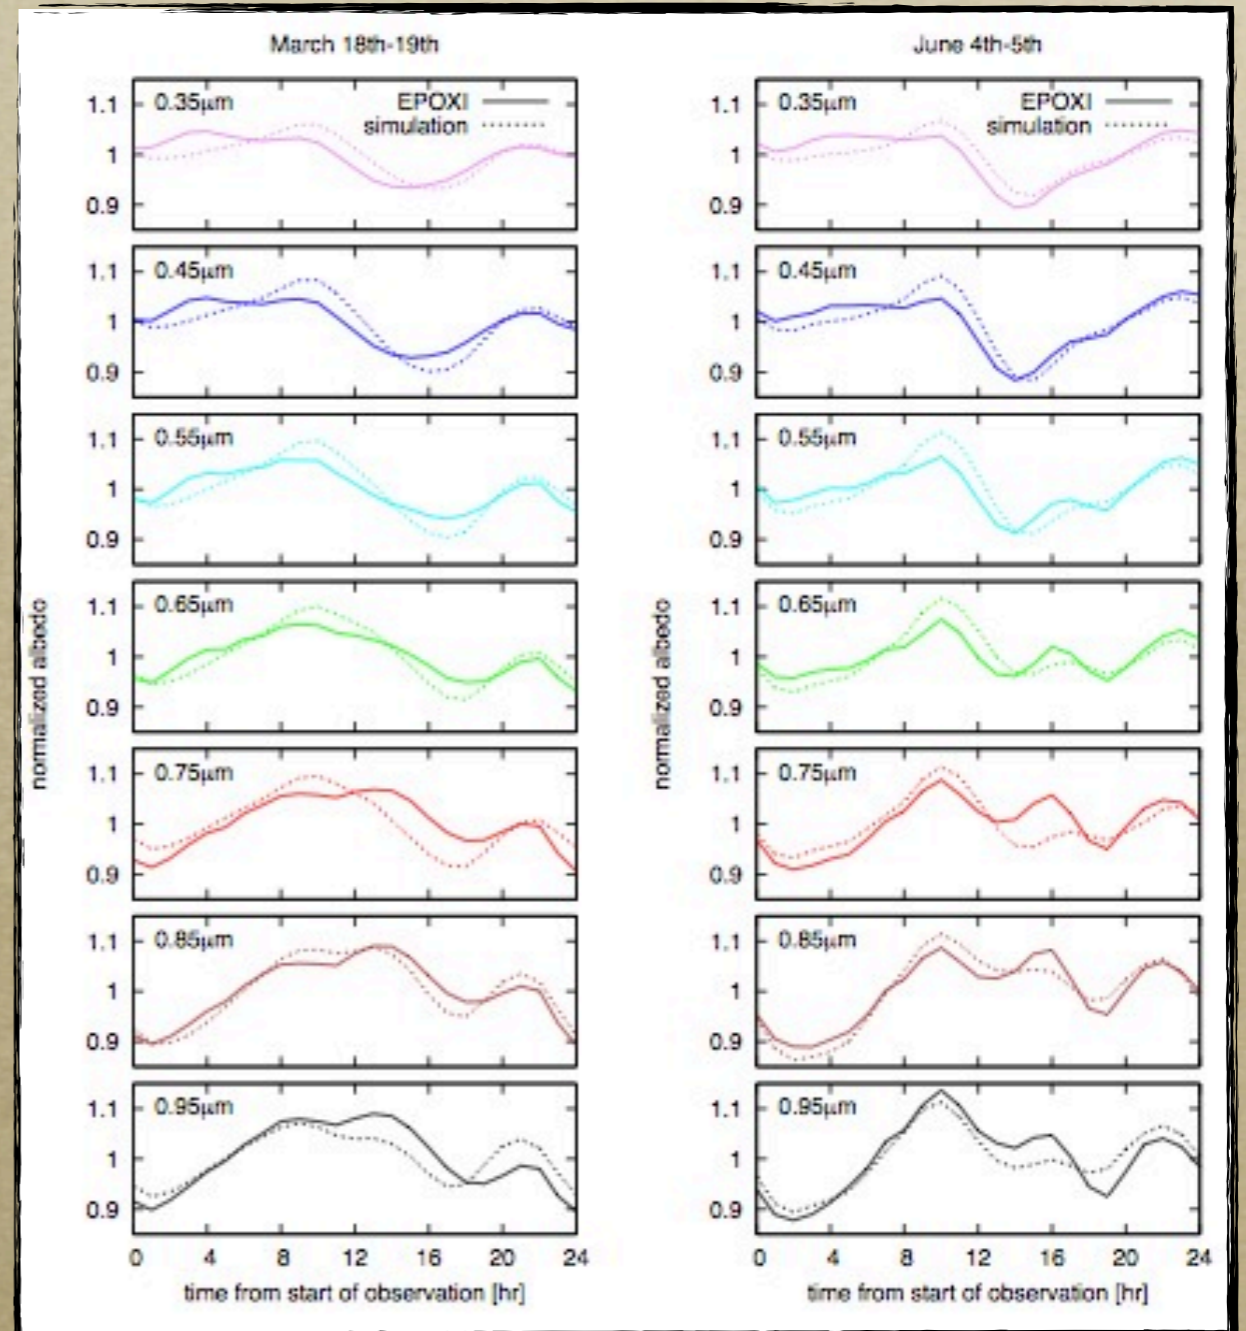 March 18th-19th
0.35μm
EPOXI
simulation
1.1
1
0.9
0.45μm
1.1
1
0.9
0.55μm
1.1
1
0.9
0.65μm
1.1
1
0.9
0.75μm
1.1
1
0.9
0.85μm
1.1
1
0.9
0.95μm
1.1
1
0.9
0 4 8 12 16 20 24
time from start of observation [hr]
normalized albedo
June 4th-5th
0.35μm
EPOXI
simulation
1.1
1
0.9
0.45μm
1.1
1
0.9
0.55μm
1.1
1
0.9
0.65μm
1.1
1
0.9
0.75μm
1.1
1
0.9
0.85μm
1.1
1
0.9
0.95μm
1.1
1
0.9
0 4 8 12 16 20 24
time from start of observation [hr]
normalized albedo